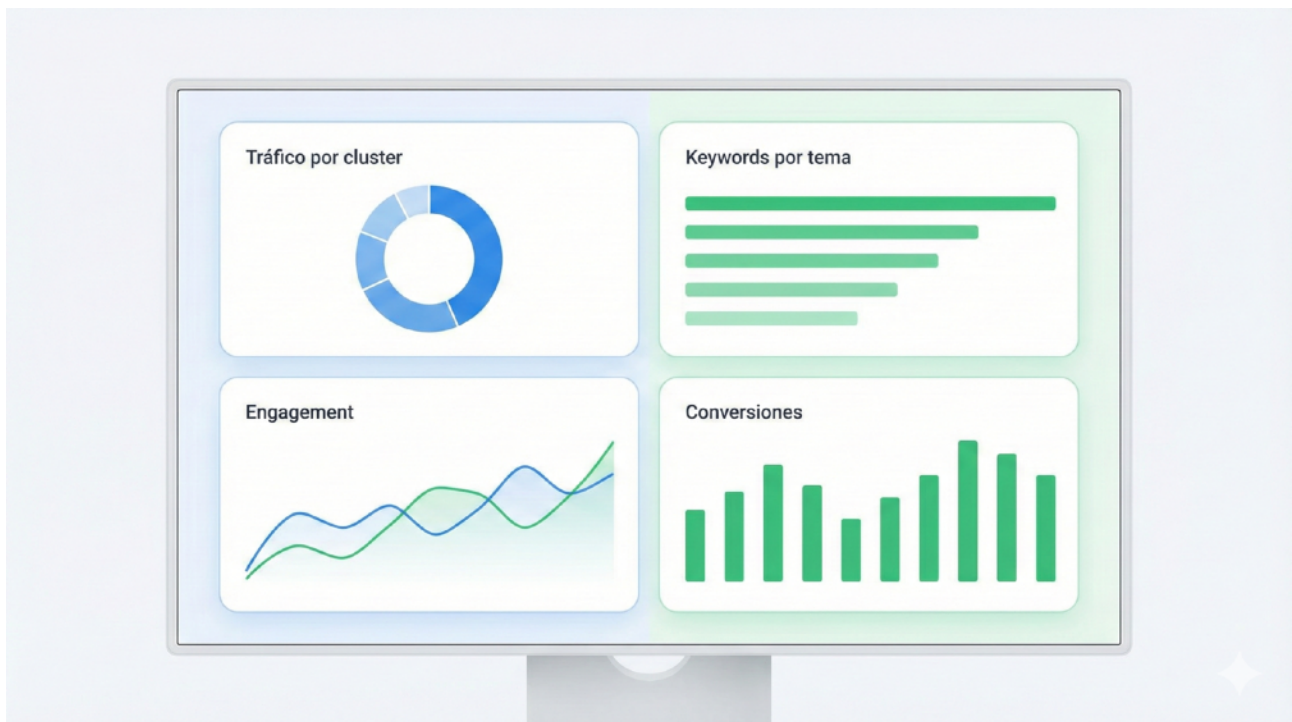 Tráfico por cluster
Keywords por tema
Engagement
Conversiones